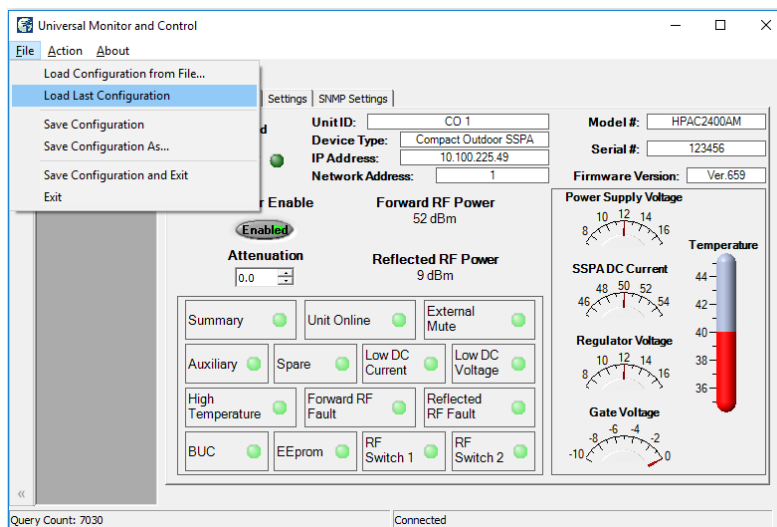 Universal Monitor and Control
File Action About
Load Configuration from File...
Load Last Configuration
Save Configuration
Save Configuration As...
Save Configuration and Exit
Exit
Settings SNMP Settings
Unit ID: CO 1
Device Type: Compact Outdoor SSPA
IP Address: 10.100.225.49
Network Address: 1
Model #: HPAC2400AM
Serial #: 123456
Firmware Version: Ver.659
Enable
Enabled
Attenuation
0.0
Forward RF Power
52 dBm
Reflected RF Power
9 dBm
Summary
Unit Online
External Mute
Auxiliary
Spare
Low DC Current
Low DC Voltage
High Temperature
Forward RF Fault
Reflected RF Fault
BUC
EEprom
RF Switch 1
RF Switch 2
Power Supply Voltage
8 10 12 14 16
SSPA DC Current
46 48 50 52 54
Regulator Voltage
8 10 12 14 16
Gate Voltage
-10 -8 -6 -4 -2 0
Temperature
44
42
40
38
36
«
Query Count: 7030
Connected